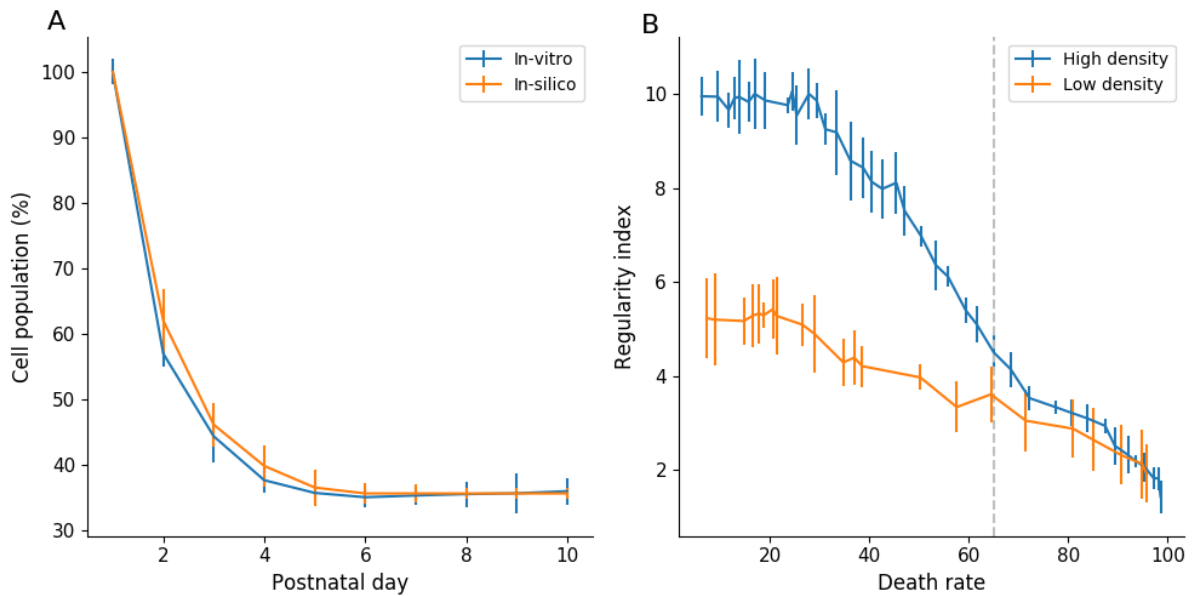 A
In-vitro
In-silico
100
90
80
70
60
50
40
30
Cell population (%)
2
4
6
8
10
Postnatal day
B
High density
Low density
10
8
6
4
2
Regularity index
20
40
60
80
100
Death rate